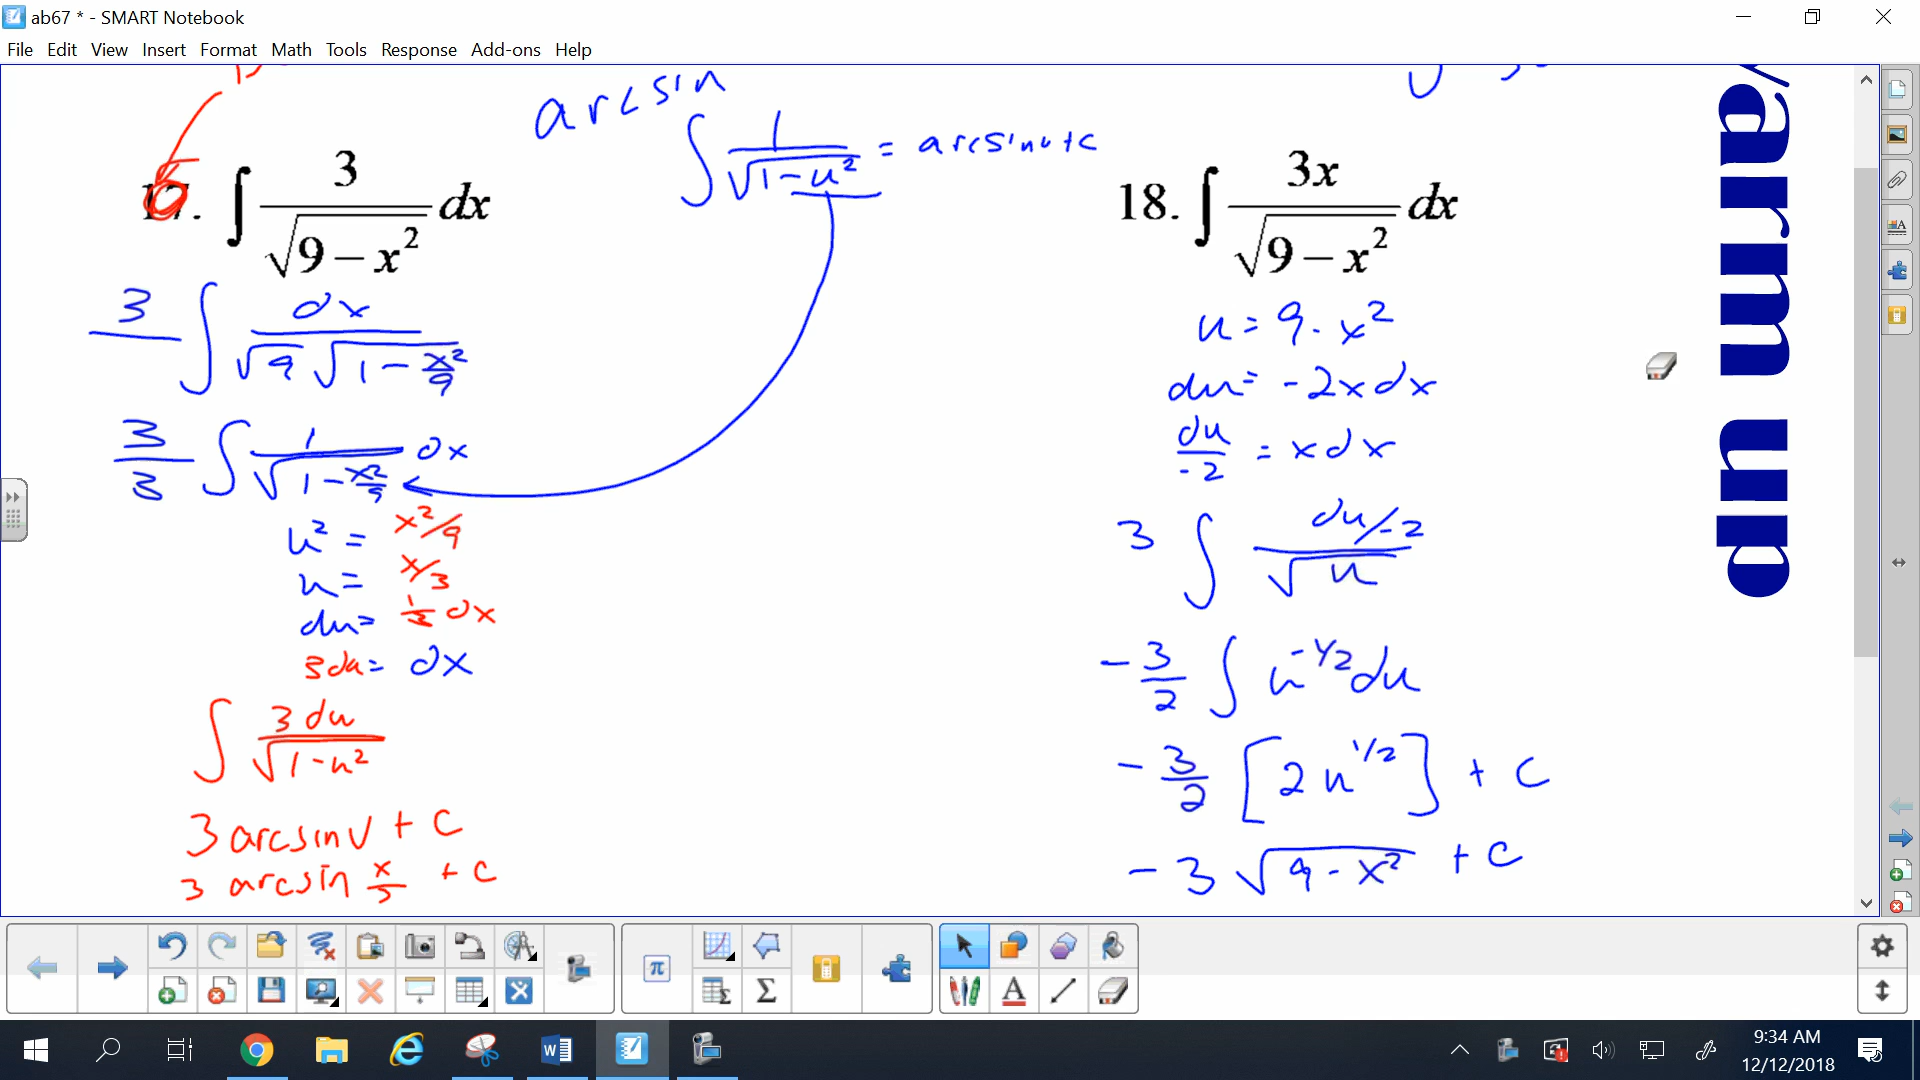 ab67 * - SMART Notebook
File Edit View Insert Format Math Tools Response Add-ons Help
arcsin
∫ 1/√(1-u²) = arcsin u + c
17. ∫ 3/√(9-x²) dx
3 ∫ dx/(√9 √(1-x²/9))
3/3 ∫ 1/√(1-x²/9) dx
u² = x²/9
u = x/3
du = 1/3 dx
3du = dx
∫ 3du/√(1-u²)
3 arcsin u + c
3 arcsin x/3 + c
18. ∫ 3x/√(9-x²) dx
u = 9-x²
du = -2x dx
du/-2 = x dx
3 ∫ (du/-2)/√u
-3/2 ∫ u^(-1/2) du
-3/2 [2u^(1/2)] + c
-3√(9-x²) + c
warm up
π
Σ
A
9:34 AM
12/12/2018